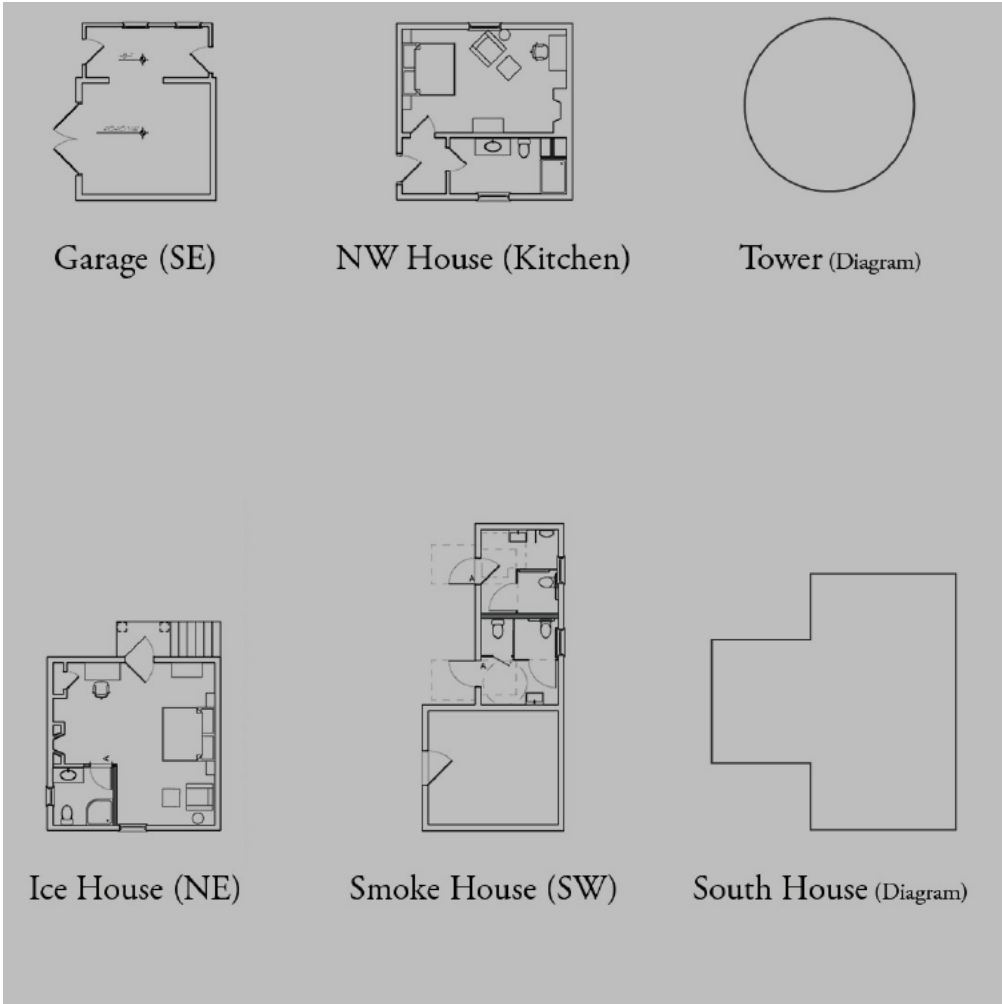 Garage (SE)
NW House (Kitchen)
Tower (Diagram)
A
A
A
Ice House (NE)
Smoke House (SW)
South House (Diagram)